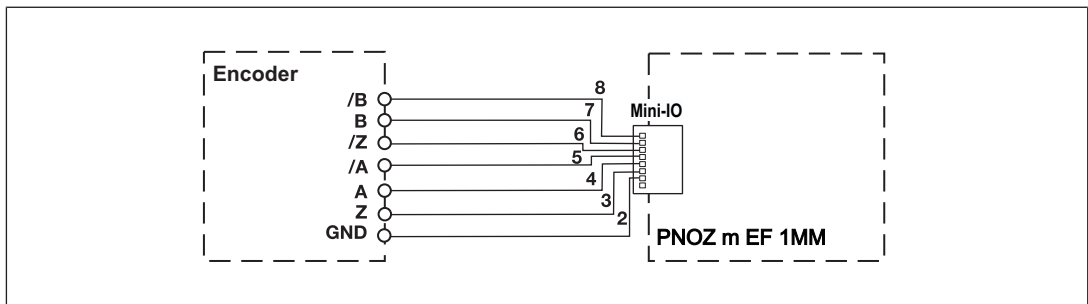 Encoder
/B
8
B
7
Mini-IO
/Z
6
/A
5
A
4
Z
3
GND
2
PNOZ m EF 1MM